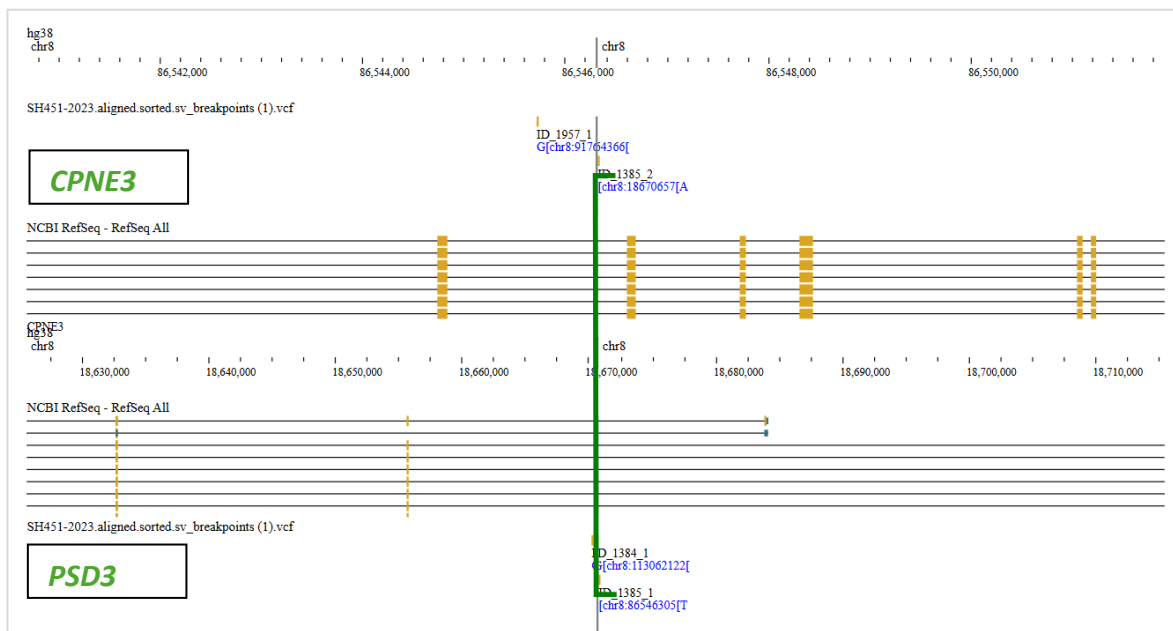 hg38
chr8 chr8
86,542,000 86,544,000 86,546,000 86,548,000 86,550,000
SH451-2023.aligned.sorted.sv_breakpoints (1).vcf
ID_1957_1
G[chr8:91764366[
ID_1385_2
[chr8:18670657[A
CPNE3
NCBI RefSeq - RefSeq All
CPNE3
hg38
chr8 chr8
18,630,000 18,640,000 18,650,000 18,660,000 18,670,000 18,680,000 18,690,000 18,700,000 18,710,000
NCBI RefSeq - RefSeq All
SH451-2023.aligned.sorted.sv_breakpoints (1).vcf
ID_1384_1
G[chr8:113062122[
ID_1385_1
[chr8:86546305[T
PSD3